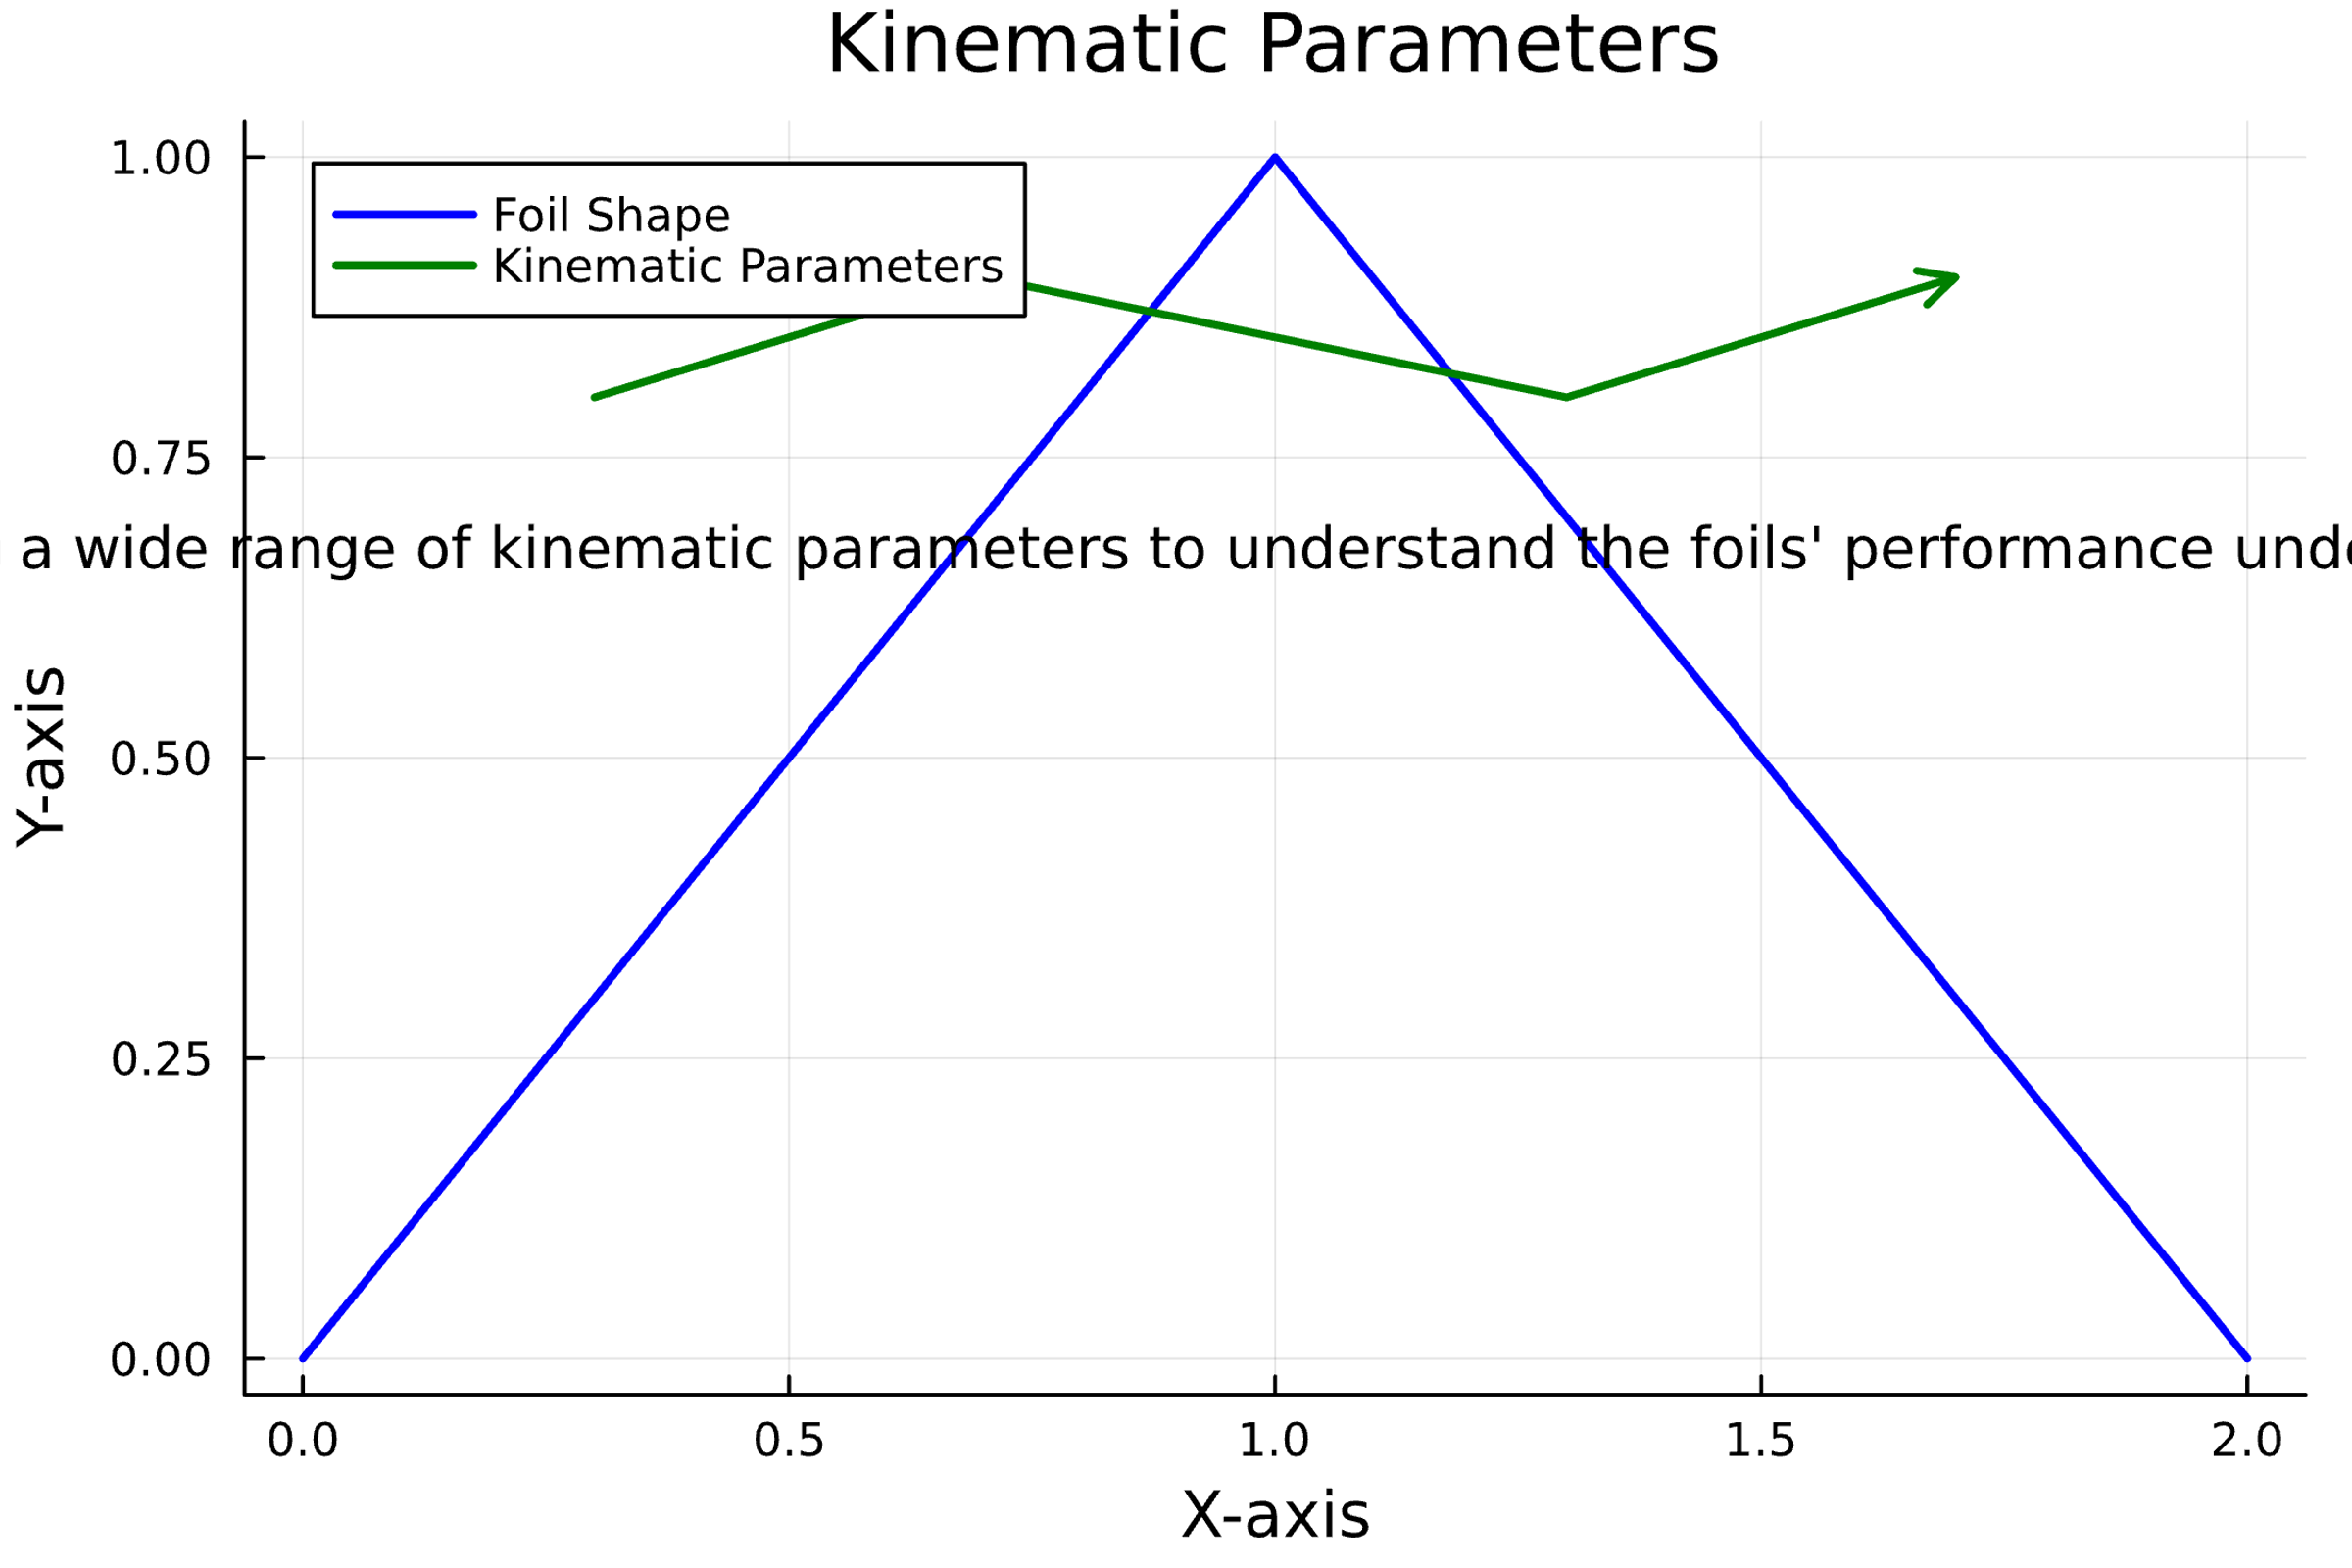 Kinematic Parameters
1.00
Foil Shape
Kinematic Parameters
0.75
a wide range of kinematic parameters to understand the foils' performance
Y-axis
0.50
0.25
0.00
0.0 0.5 1.0 1.5 2.0
X-axis